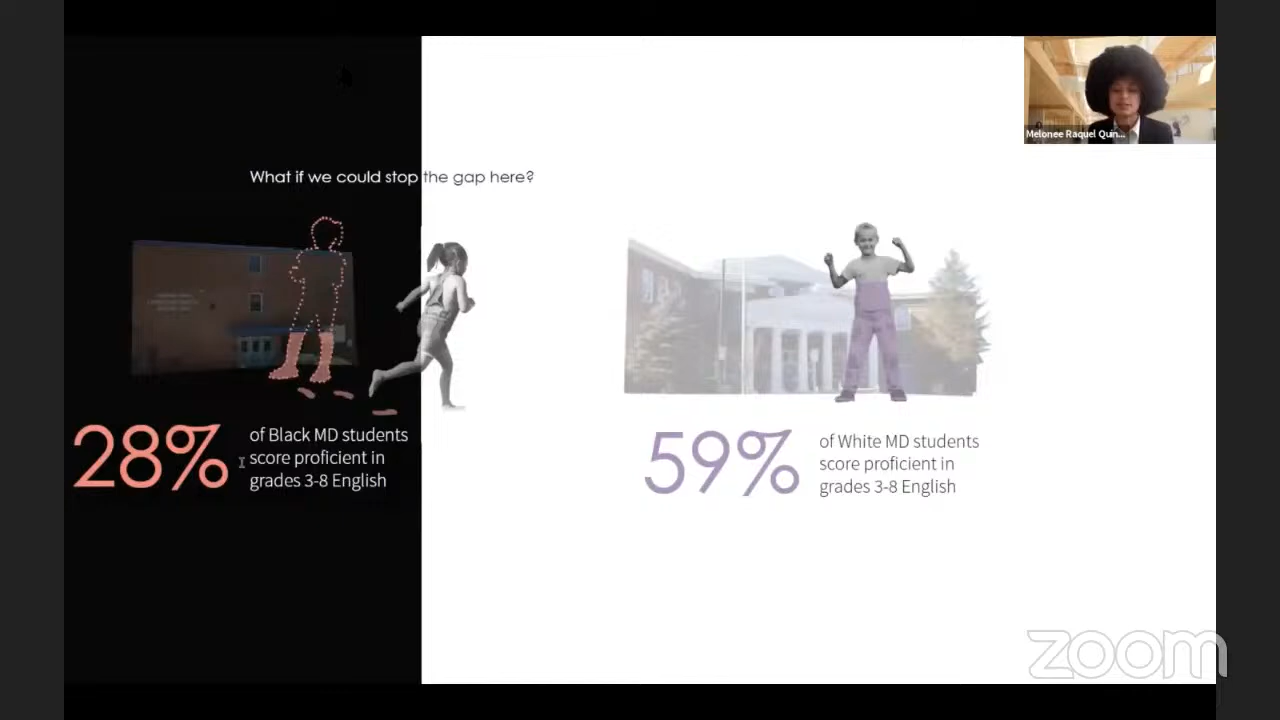 Melonee Raquel Quin...
What if we could stop the gap here?
28%
of Black MD students
score proficient in
grades 3-8 English
59%
of White MD students
score proficient in
grades 3-8 English
zoom